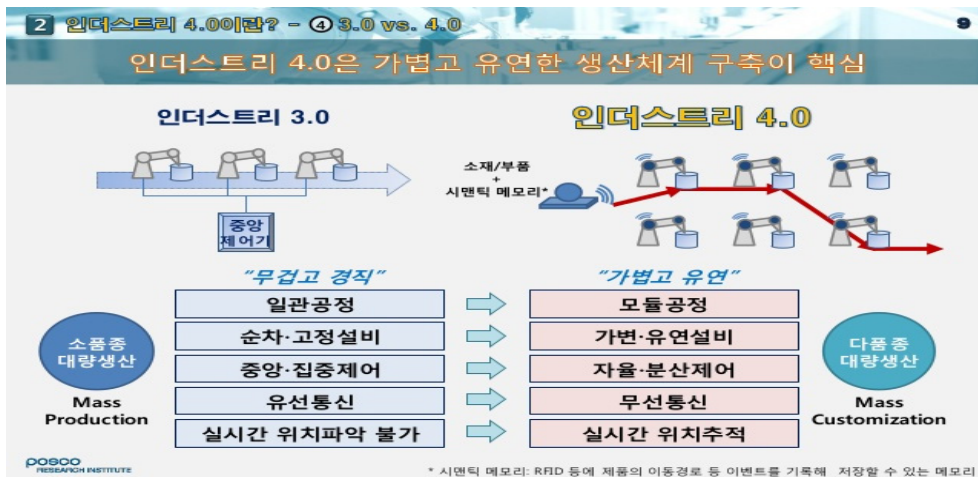 2 인더스트리 4.0이란? - ④ 3.0 vs. 4.0
9
인더스트리 4.0은 가볍고 유연한 생산체계 구축이 핵심
인더스트리 3.0
인더스트리 4.0
소재/부품
+
시맨틱 메모리*
중앙
제어기
"무겁고 경직"
"가볍고 유연"
소품종
대량생산
Mass
Production
일관공정
모듈공정
순차·고정설비
가변·유연설비
중앙·집중제어
자율·분산제어
유선통신
무선통신
실시간 위치파악 불가
실시간 위치추적
다품종
대량생산
Mass
Customization
posco
RESEARCH INSTITUTE
* 시맨틱 메모리: RFID 등에 제품의 이동경로 등 이벤트를 기록해 저장할 수 있는 메모리